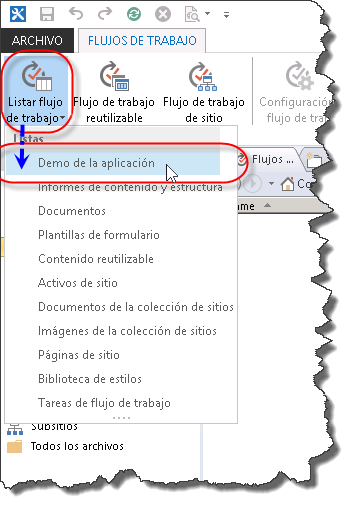 ARCHIVO FLUJOS DE TRABAJO
Listar flujo de trabajo
Flujo de trabajo reutilizable
Flujo de trabajo de sitio
Configuración flujo de
Listas
Demo de la aplicación
Flujos ...
Informes de contenido y estructura
Documentos
Plantillas de formulario
Contenido reutilizable
Activos de sitio
Documentos de la colección de sitios
Imágenes de la colección de sitios
Páginas de sitio
Biblioteca de estilos
Tareas de flujo de trabajo
Subsitios
Todos los archivos